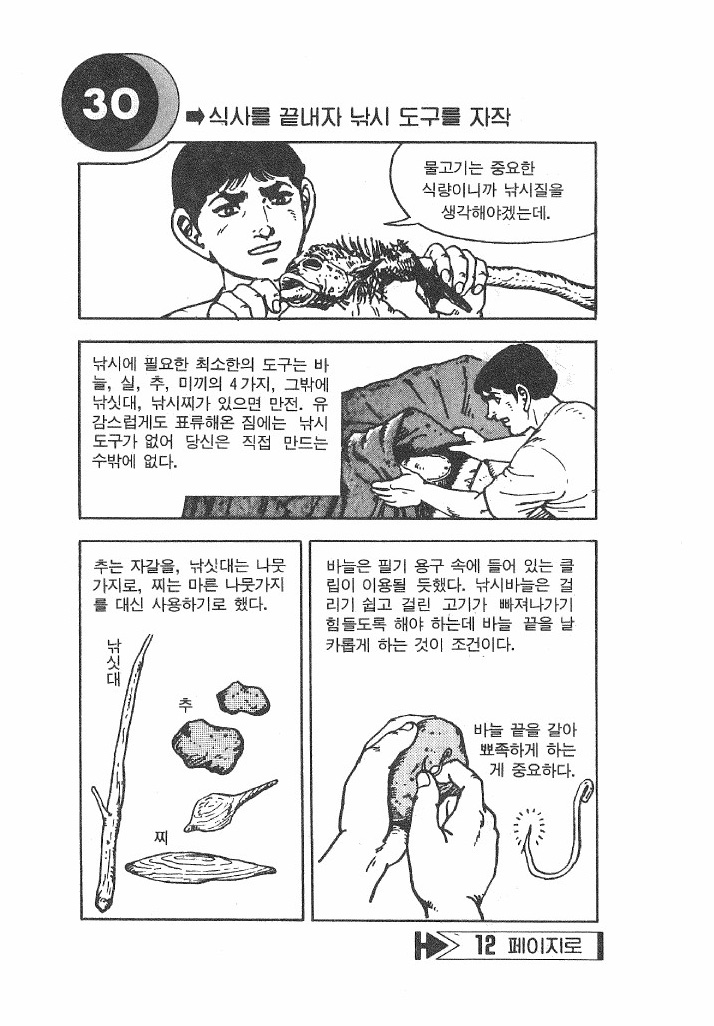 30
➡식사를 끝내자 낚시 도구를 자작
물고기는 중요한
식량이니까 낚시질을
생각해야겠는데.
낚시에 필요한 최소한의 도구는 바
늘, 실, 추, 미끼의 4가지, 그밖에
낚싯대, 낚시찌가 있으면 만전. 유
감스럽게도 표류해온 짐에는 낚시
도구가 없어 당신은 직접 만드는
수밖에 없다.
추는 자갈을, 낚싯대는 나뭇
가지로, 찌는 마른 나뭇가지
를 대신 사용하기로 했다.
낚싯대
추
찌
바늘은 필기 용구 속에 들어 있는 클
립이 이용될 듯했다. 낚시바늘은 걸
리기 쉽고 걸린 고기가 빠져나가기
힘들도록 해야 하는데 바늘 끝을 날
카롭게 하는 것이 조건이다.
바늘 끝을 갈아
뾰족하게 하는
게 중요하다.
12 페이지로